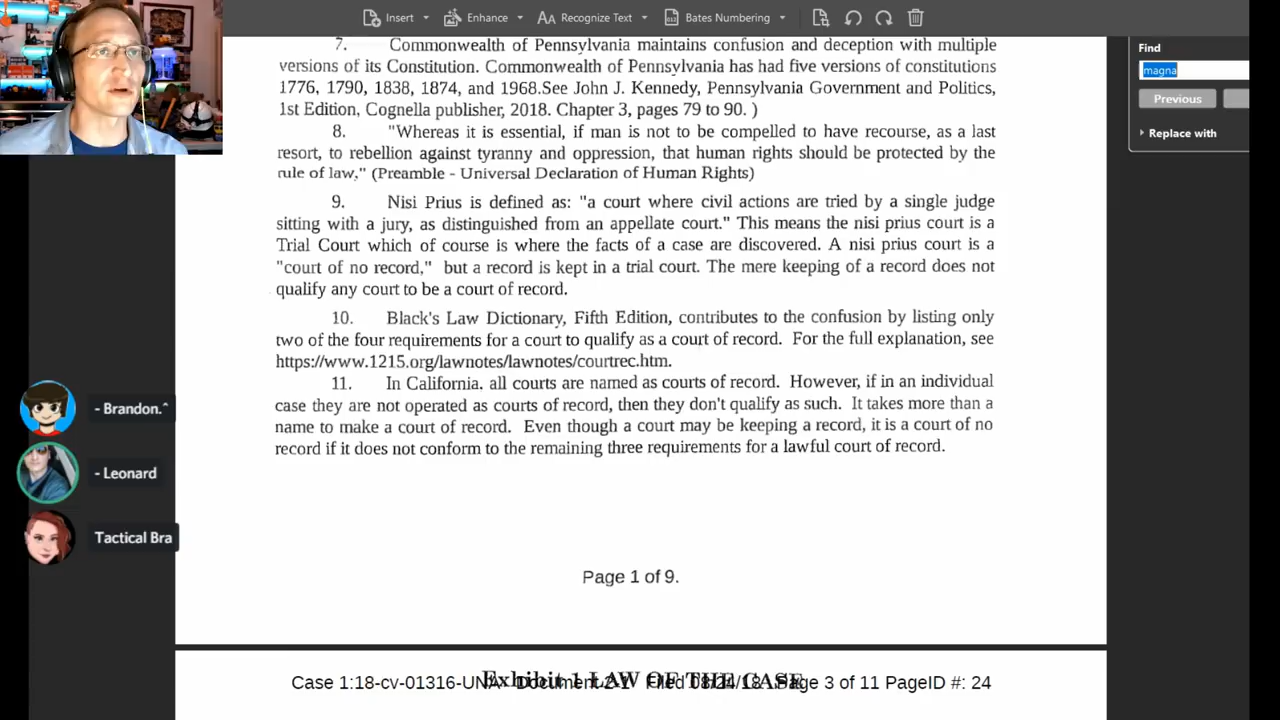 Insert
Enhance
Recognize Text
Bates Numbering
Find
magna
Previous
Replace with
7. Commonwealth of Pennsylvania maintains confusion and deception with multiple
versions of its Constitution. Commonwealth of Pennsylvania has had five versions of constitutions
1776, 1790, 1838, 1874, and 1968.See John J. Kennedy, Pennsylvania Government and Politics,
1st Edition, Cognella publisher, 2018. Chapter 3, pages 79 to 90. )
8. "Whereas it is essential, if man is not to be compelled to have recourse, as a last
resort, to rebellion against tyranny and oppression, that human rights should be protected by the
rule of law," (Preamble - Universal Declaration of Human Rights)
9. Nisi Prius is defined as: "a court where civil actions are tried by a single judge
sitting with a jury, as distinguished from an appellate court." This means the nisi prius court is a
Trial Court which of course is where the facts of a case are discovered. A nisi prius court is a
"court of no record," but a record is kept in a trial court. The mere keeping of a record does not
qualify any court to be a court of record.
10. Black's Law Dictionary, Fifth Edition, contributes to the confusion by listing only
two of the four requirements for a court to qualify as a court of record. For the full explanation, see
https://www.1215.org/lawnotes/lawnotes/courtrec.htm.
11. In California. all courts are named as courts of record. However, if in an individual
case they are not operated as courts of record, then they don't qualify as such. It takes more than a
name to make a court of record. Even though a court may be keeping a record, it is a court of no
record if it does not conform to the remaining three requirements for a lawful court of record.
- Brandon.^
- Leonard
Tactical Bra
Page 1 of 9.
Exhibit 1 LAW OF THE CASE
Case 1:18-cv-01316-UNA Document 2-1 Filed 08/24/18 Page 3 of 11 PageID #: 24